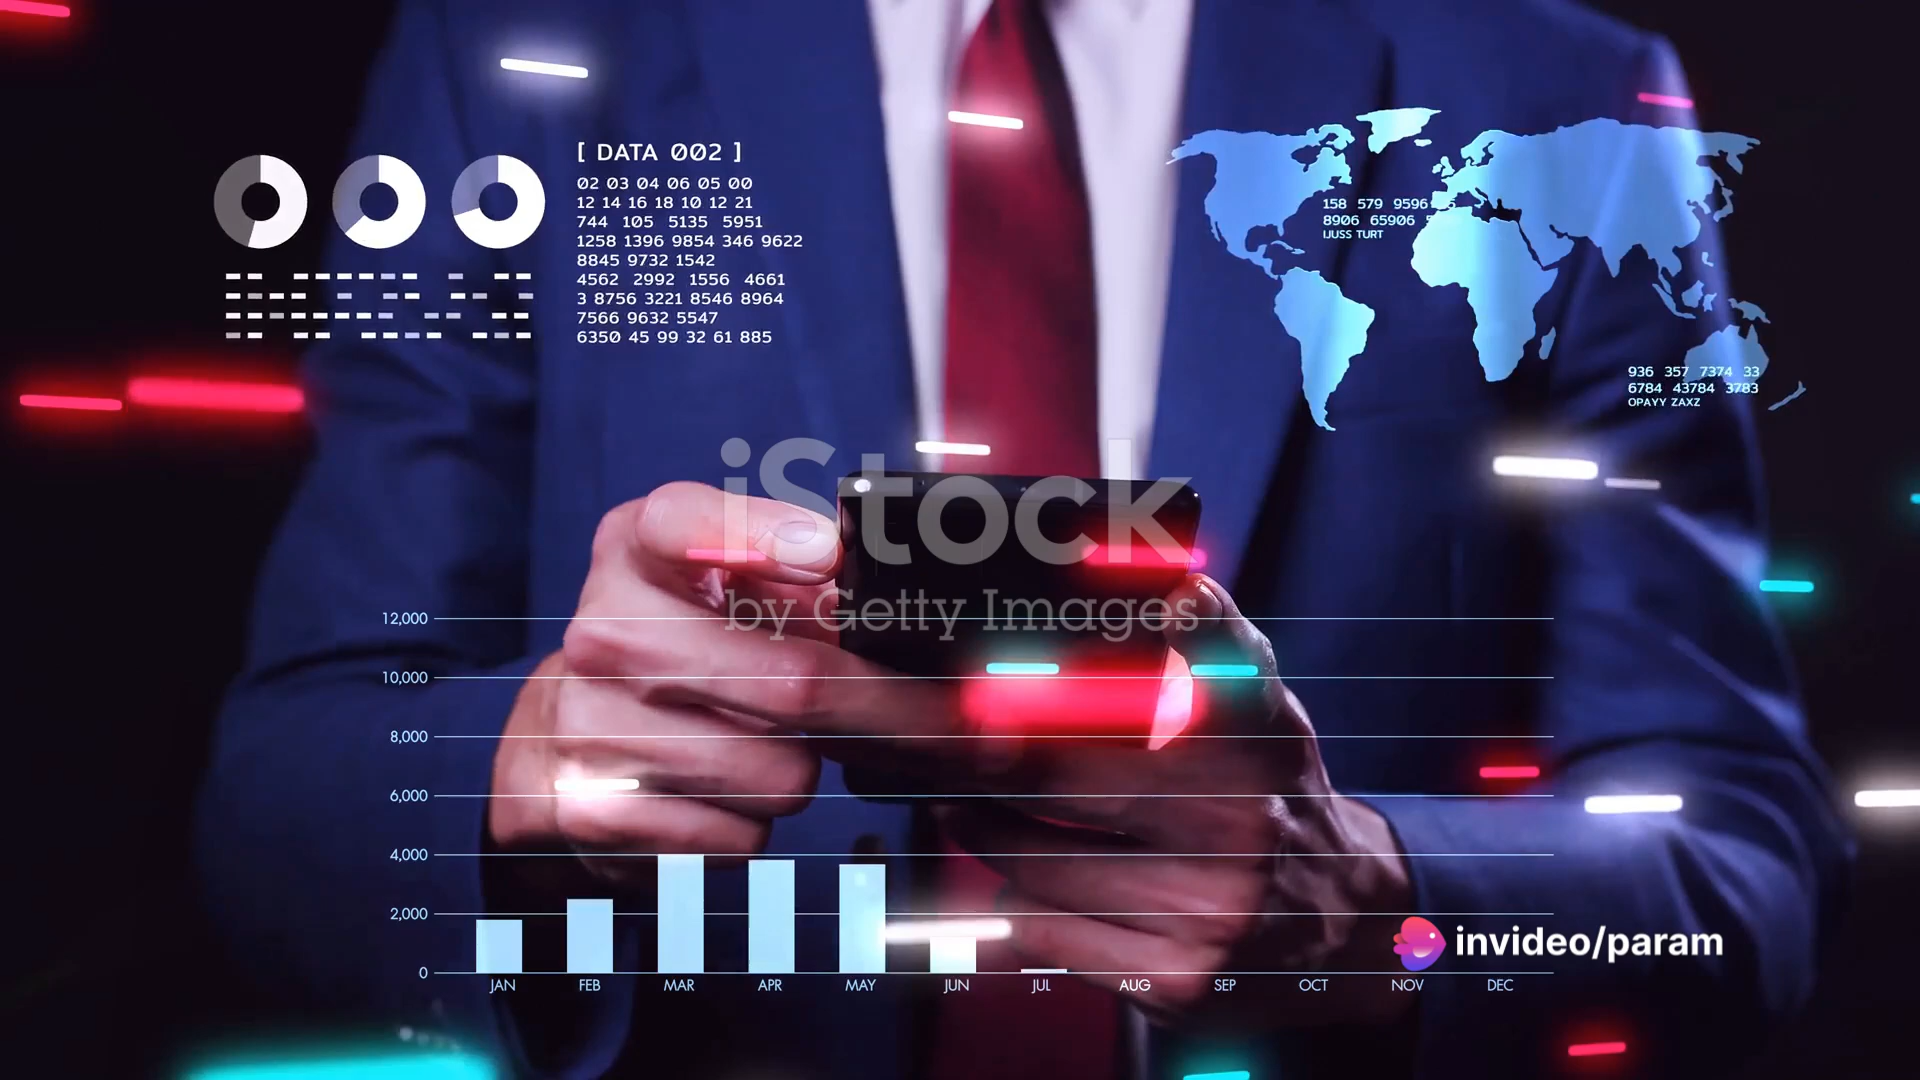 [ DATA 002 ]
02 03 04 06 05 00
12 14 16 18 10 12 21
744 105 5135 5951
1258 1396 9854 346 9622
8845 9732 1542
4562 2992 1556 4661
3 8756 3221 8546 8964
7566 9632 5547
6350 45 99 32 61 885
158 579 9596
8906 65906
IJUSS TURT
936 357 7374 33
6784 43784 3783
OPAYY ZAXZ
iStock
by Getty Images
12,000
10,000
8,000
6,000
4,000
2,000
0
JAN FEB MAR APR MAY JUN JUL AUG SEP OCT NOV DEC
invideo/param